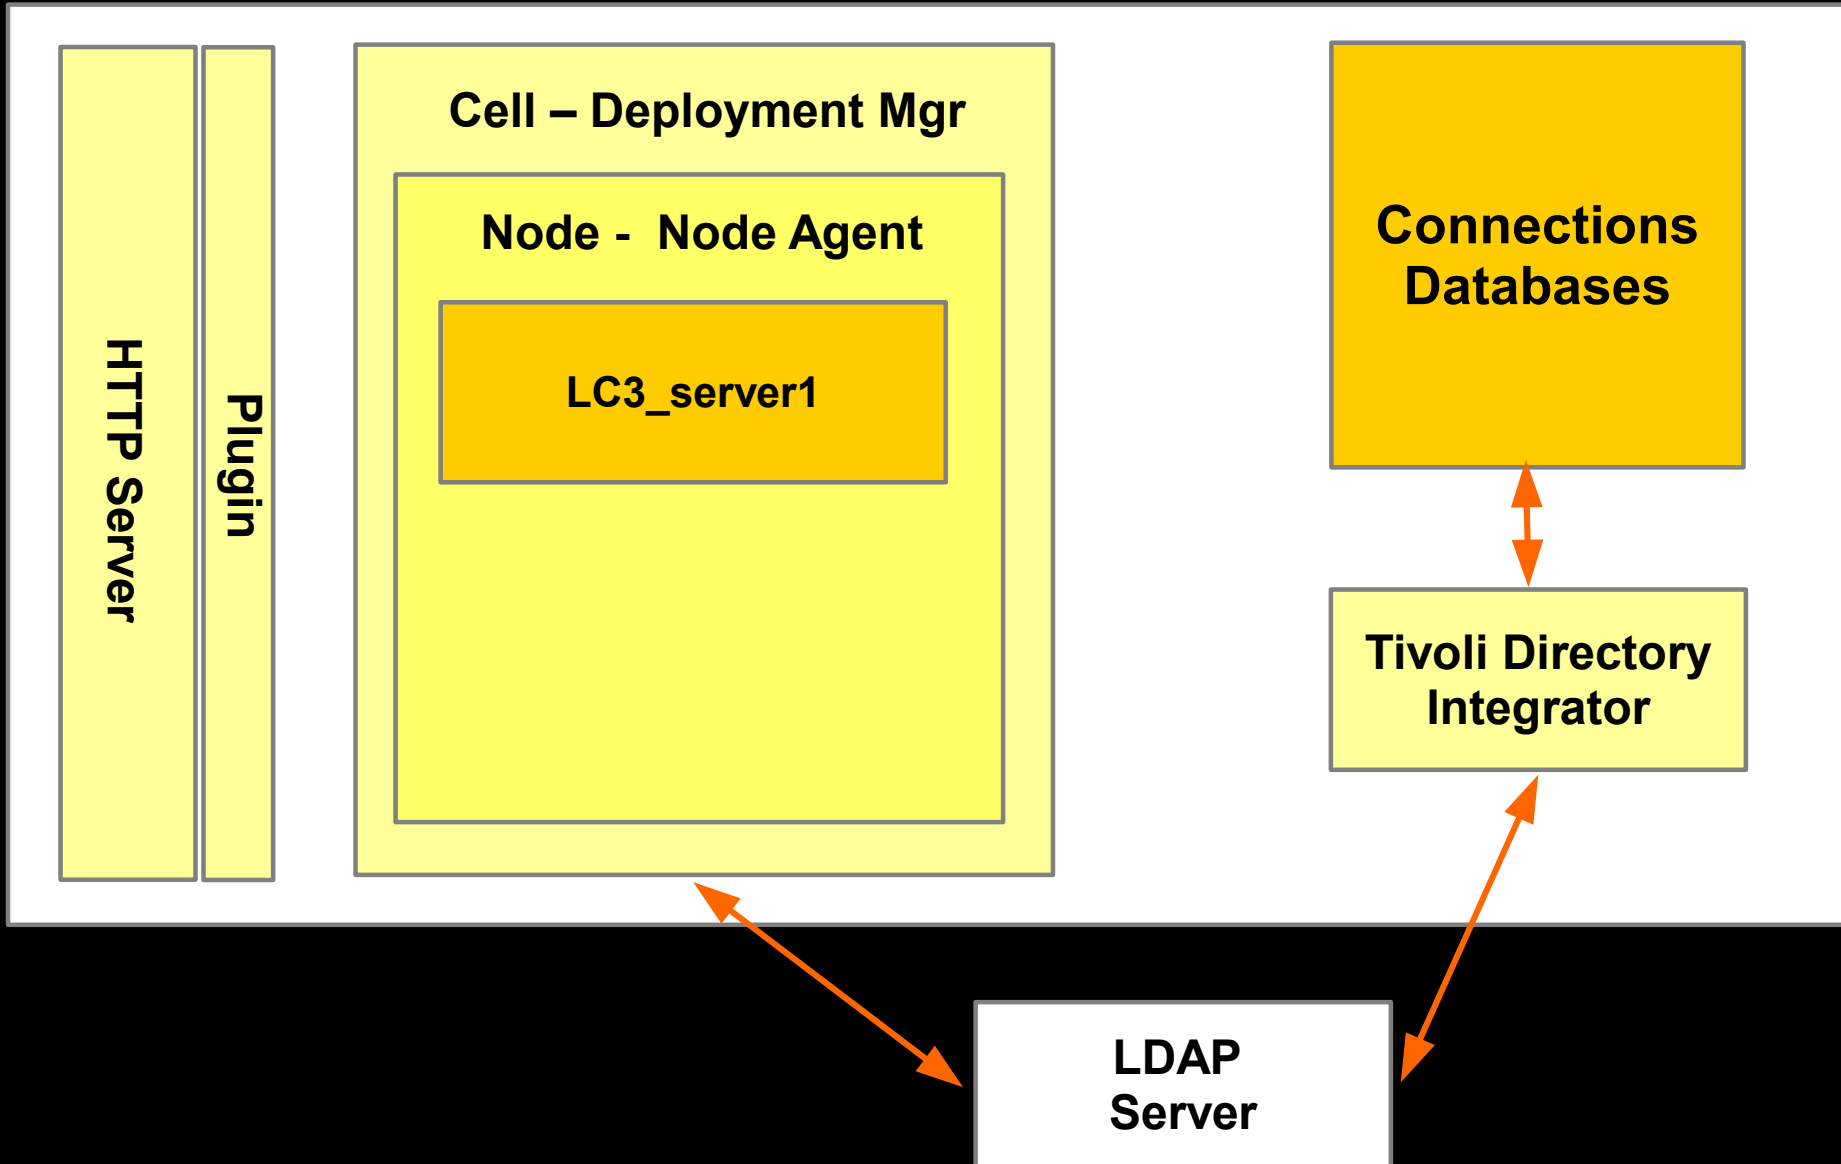 HTTP Server
Plugin
Cell – Deployment Mgr
Node - Node Agent
LC3_server1
Connections
Databases
Tivoli Directory
Integrator
LDAP
Server